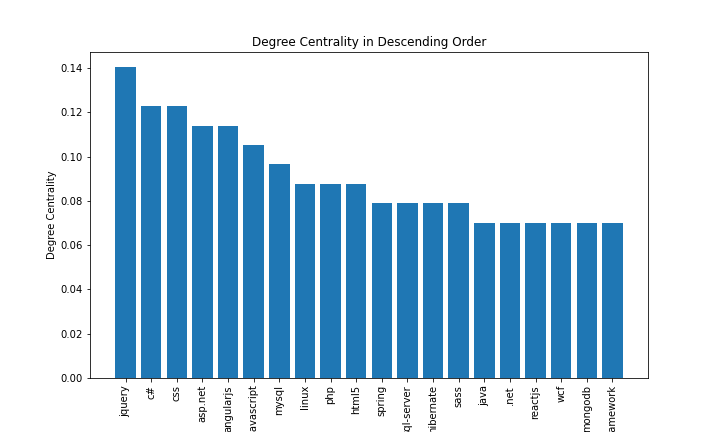 Degree Centrality in Descending Order
Degree Centrality
0.14
0.12
0.10
0.08
0.06
0.04
0.02
0.00
jquery
c#
css
asp.net
angularjs
avascript
mysql
linux
php
html5
spring
ql-server
hibernate
sass
java
.net
reactjs
wcf
mongodb
amework